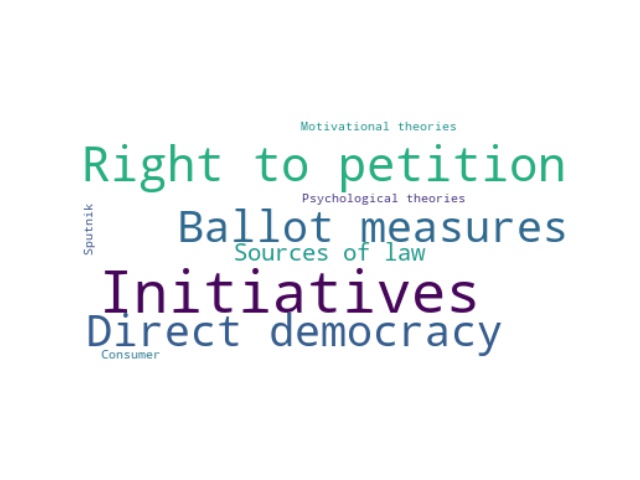 Motivational theories
Right to petition
Psychological theories
Sputnik
Ballot measures
Sources of law
Initiatives
Direct democracy
Consumer